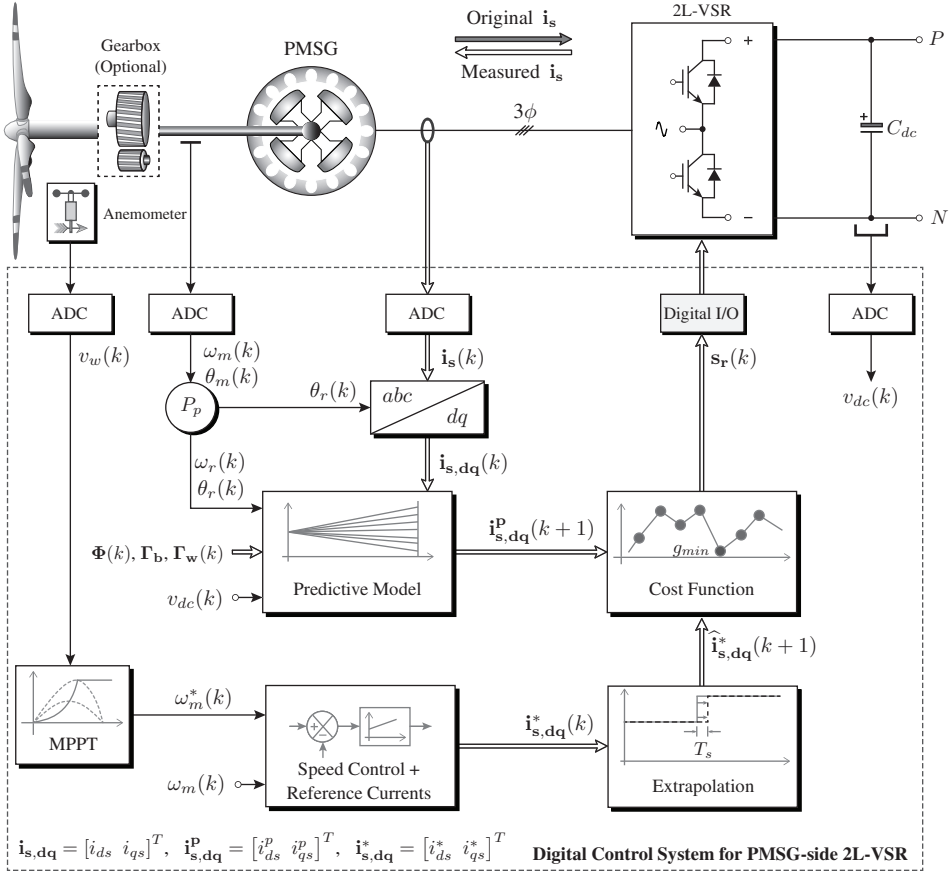 Original i_s
Measured i_s
2L-VSR
Gearbox
(Optional)
PMSG
3ϕ
+
−
+
C_dc
P
N
Anemometer
ADC
ADC
ADC
Digital I/O
ADC
v_w(k)
ω_m(k)
θ_m(k)
i_s(k)
s_r(k)
v_dc(k)
P_p
θ_r(k)
abc
dq
ω_r(k)
θ_r(k)
i_s,dq(k)
Φ(k), Γ_b, Γ_w(k)
v_dc(k)
Predictive Model
i^p_s,dq(k + 1)
g_min
Cost Function
î*_s,dq(k + 1)
MPPT
ω*_m(k)
ω_m(k)
+
−
Speed Control +
Reference Currents
i*_s,dq(k)
T_s
Extrapolation
i_s,dq = [i_ds i_qs]^T, i^p_s,dq = [i^p_ds i^p_qs]^T, i*_s,dq = [i*_ds i*_qs]^T
Digital Control System for PMSG-side 2L-VSR